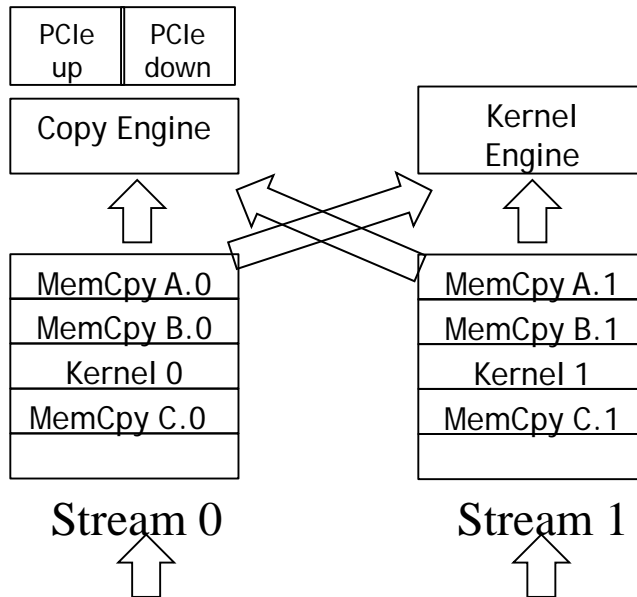 PCIe
up
PCIe
down
Copy Engine
Kernel
Engine
MemCpy A.0
MemCpy B.0
Kernel 0
MemCpy C.0
Stream 0
MemCpy A.1
MemCpy B.1
Kernel 1
MemCpy C.1
Stream 1